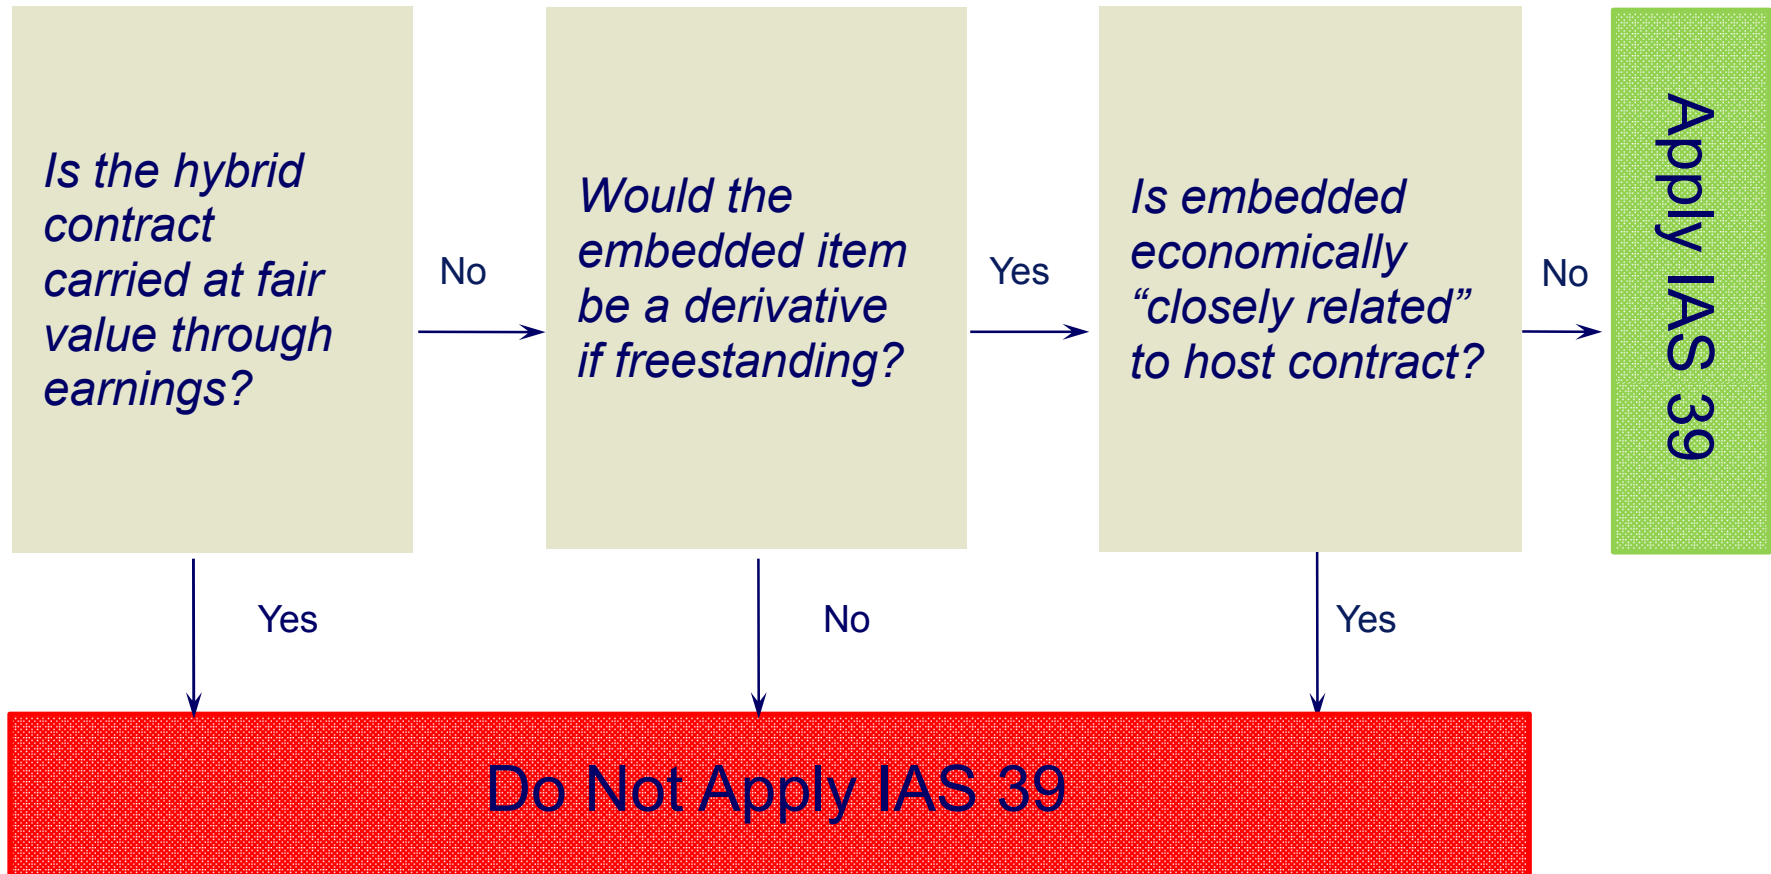 Is the hybrid
contract
carried at fair
value through
earnings?
No
Would the
embedded item
be a derivative
if freestanding?
Yes
Is embedded
economically
“closely related”
to host contract?
No
Apply IAS 39
Yes
No
Yes
Do Not Apply IAS 39